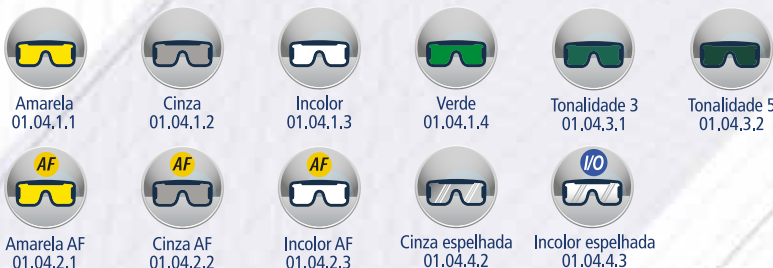 Amarela
01.04.1.1
Cinza
01.04.1.2
Incolor
01.04.1.3
Verde
01.04.1.4
Tonalidade 3
01.04.3.1
Tonalidade 5
01.04.3.2
AF
Amarela AF
01.04.2.1
AF
Cinza AF
01.04.2.2
AF
Incolor AF
01.04.2.3
Cinza espelhada
01.04.4.2
I/O
Incolor espelhada
01.04.4.3